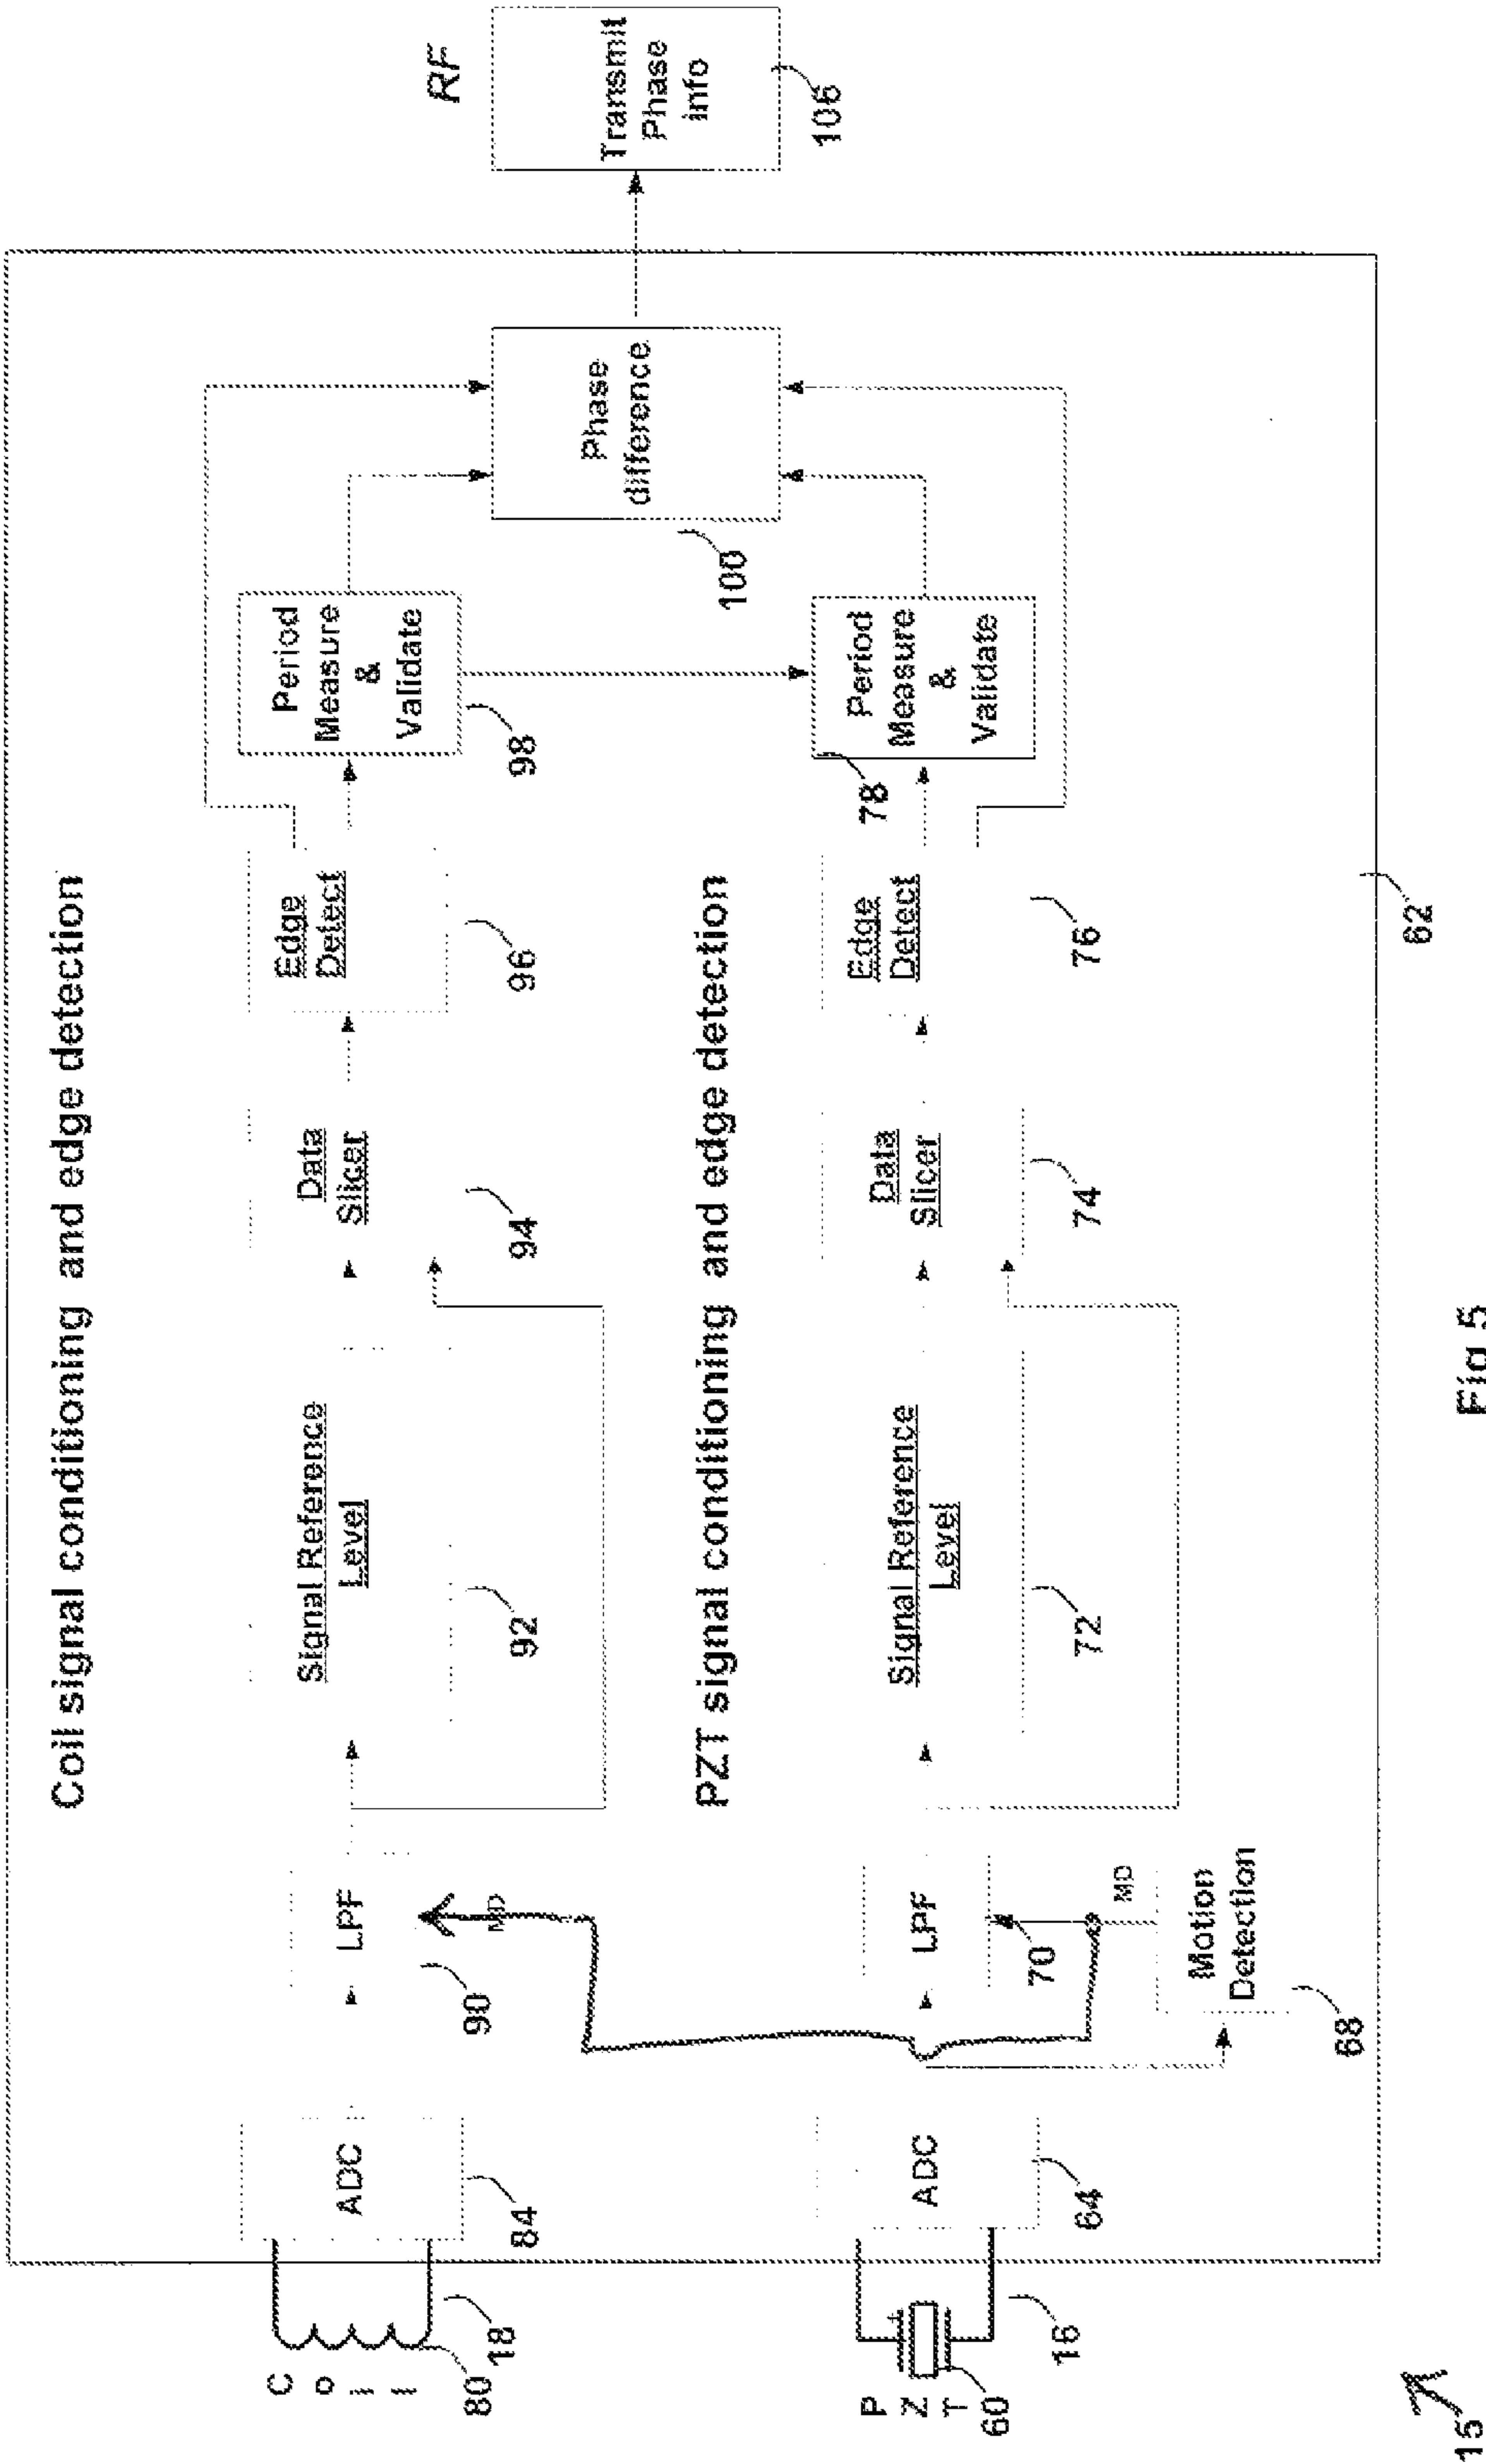 Coil signal conditioning and edge detection
C
o
i
l
80
18
ADC
84
LPF
90
MD
Signal Reference
Level
92
Data
Slicer
94
Edge
Detect
96
Period
Measure
&
Validate
98
Phase
difference
100
RF
Transmit
Phase
info
106
PZT signal conditioning and edge detection
P
Z
T
60
16
ADC
64
LPF
70
MD
Motion
Detection
68
Signal Reference
Level
72
Data
Slicer
74
Edge
Detect
76
Period
Measure
&
Validate
78
62
15
Fig 5